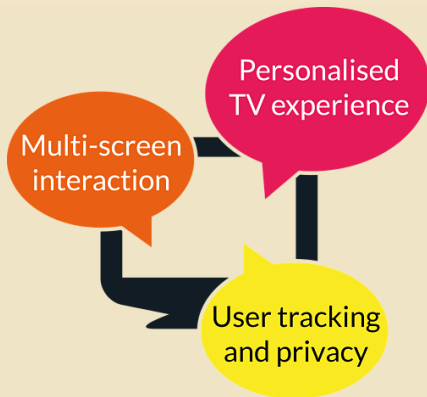 Personalised
TV experience
Multi-screen
interaction
User tracking
and privacy